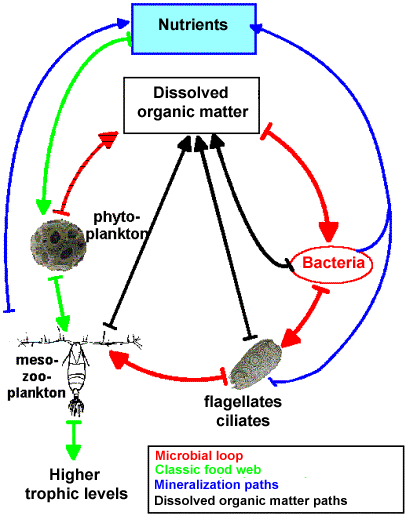 Nutrients
Dissolved
organic matter
phyto-
plankton
Bacteria
meso-
zoo-
plankton
flagellates
ciliates
Higher
trophic levels
Microbial loop
Classic food web
Mineralization paths
Dissolved organic matter paths